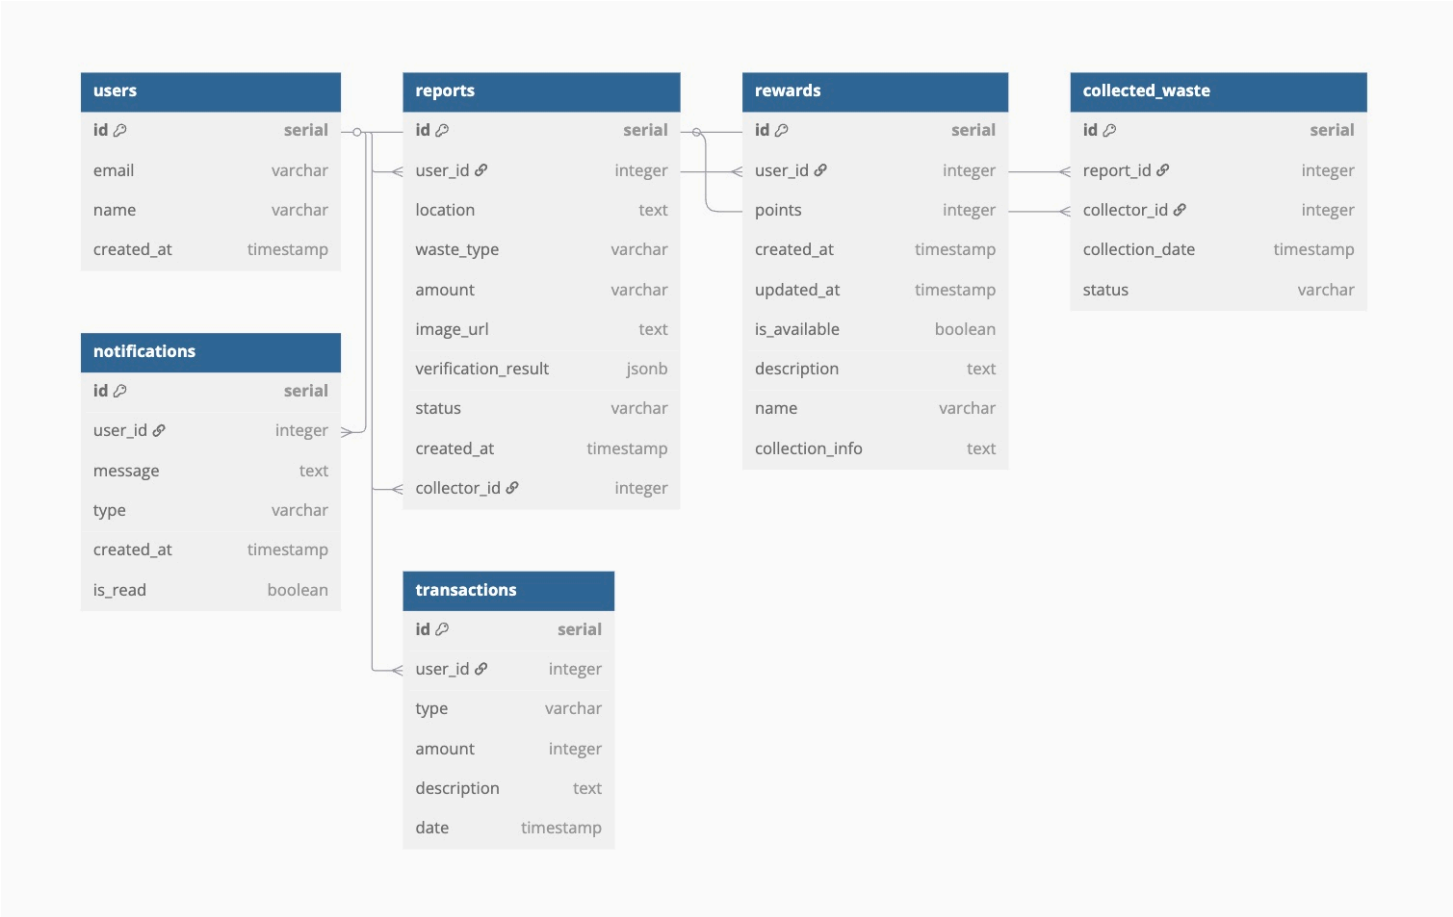 users
id serial
email varchar
name varchar
created_at timestamp
notifications
id serial
user_id integer
message text
type varchar
created_at timestamp
is_read boolean
reports
id serial
user_id integer
location text
waste_type varchar
amount varchar
image_url text
verification_result jsonb
status varchar
created_at timestamp
collector_id integer
transactions
id serial
user_id integer
type varchar
amount integer
description text
date timestamp
rewards
id serial
user_id integer
points integer
created_at timestamp
updated_at timestamp
is_available boolean
description text
name varchar
collection_info text
collected_waste
id serial
report_id integer
collector_id integer
collection_date timestamp
status varchar